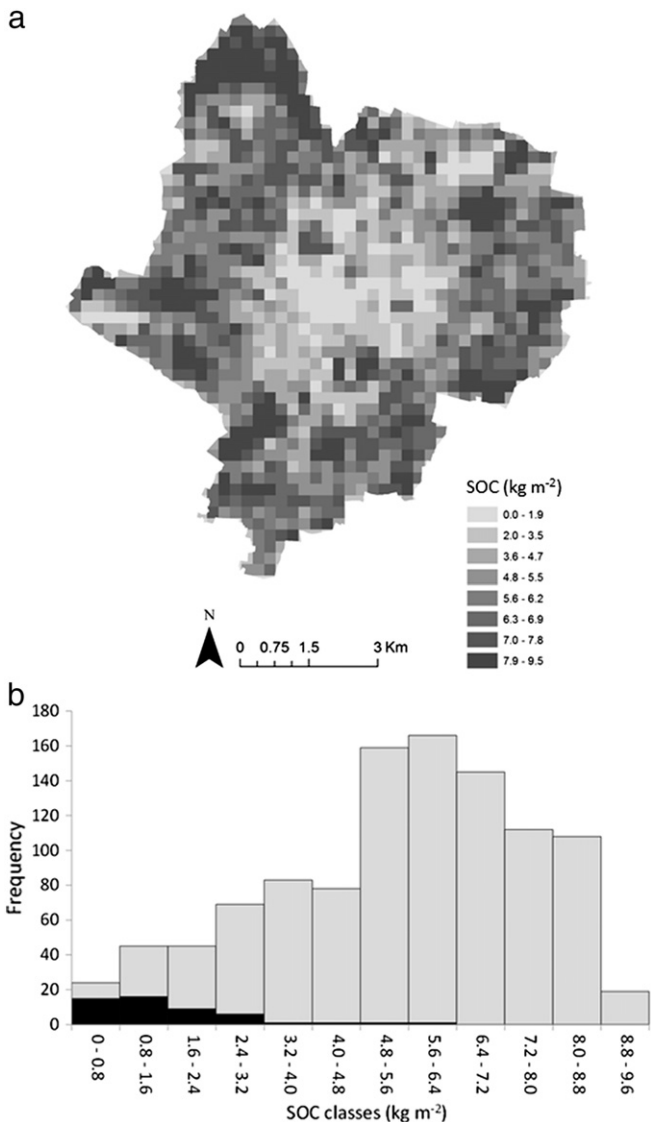 a
SOC (kg m-2)
0.0 - 1.9
2.0 - 3.5
3.6 - 4.7
4.8 - 5.5
5.6 - 6.2
6.3 - 6.9
7.0 - 7.8
7.9 - 9.5
N
0 0.75 1.5 3 Km
b
180
160
140
120
100
80
60
40
20
0
Frequency
0 - 0.8
0.8 - 1.6
1.6 - 2.4
2.4 - 3.2
3.2 - 4.0
4.0 - 4.8
4.8 - 5.6
5.6 - 6.4
6.4 - 7.2
7.2 - 8.0
8.0 - 8.8
8.8 - 9.6
SOC classes (kg m-2)